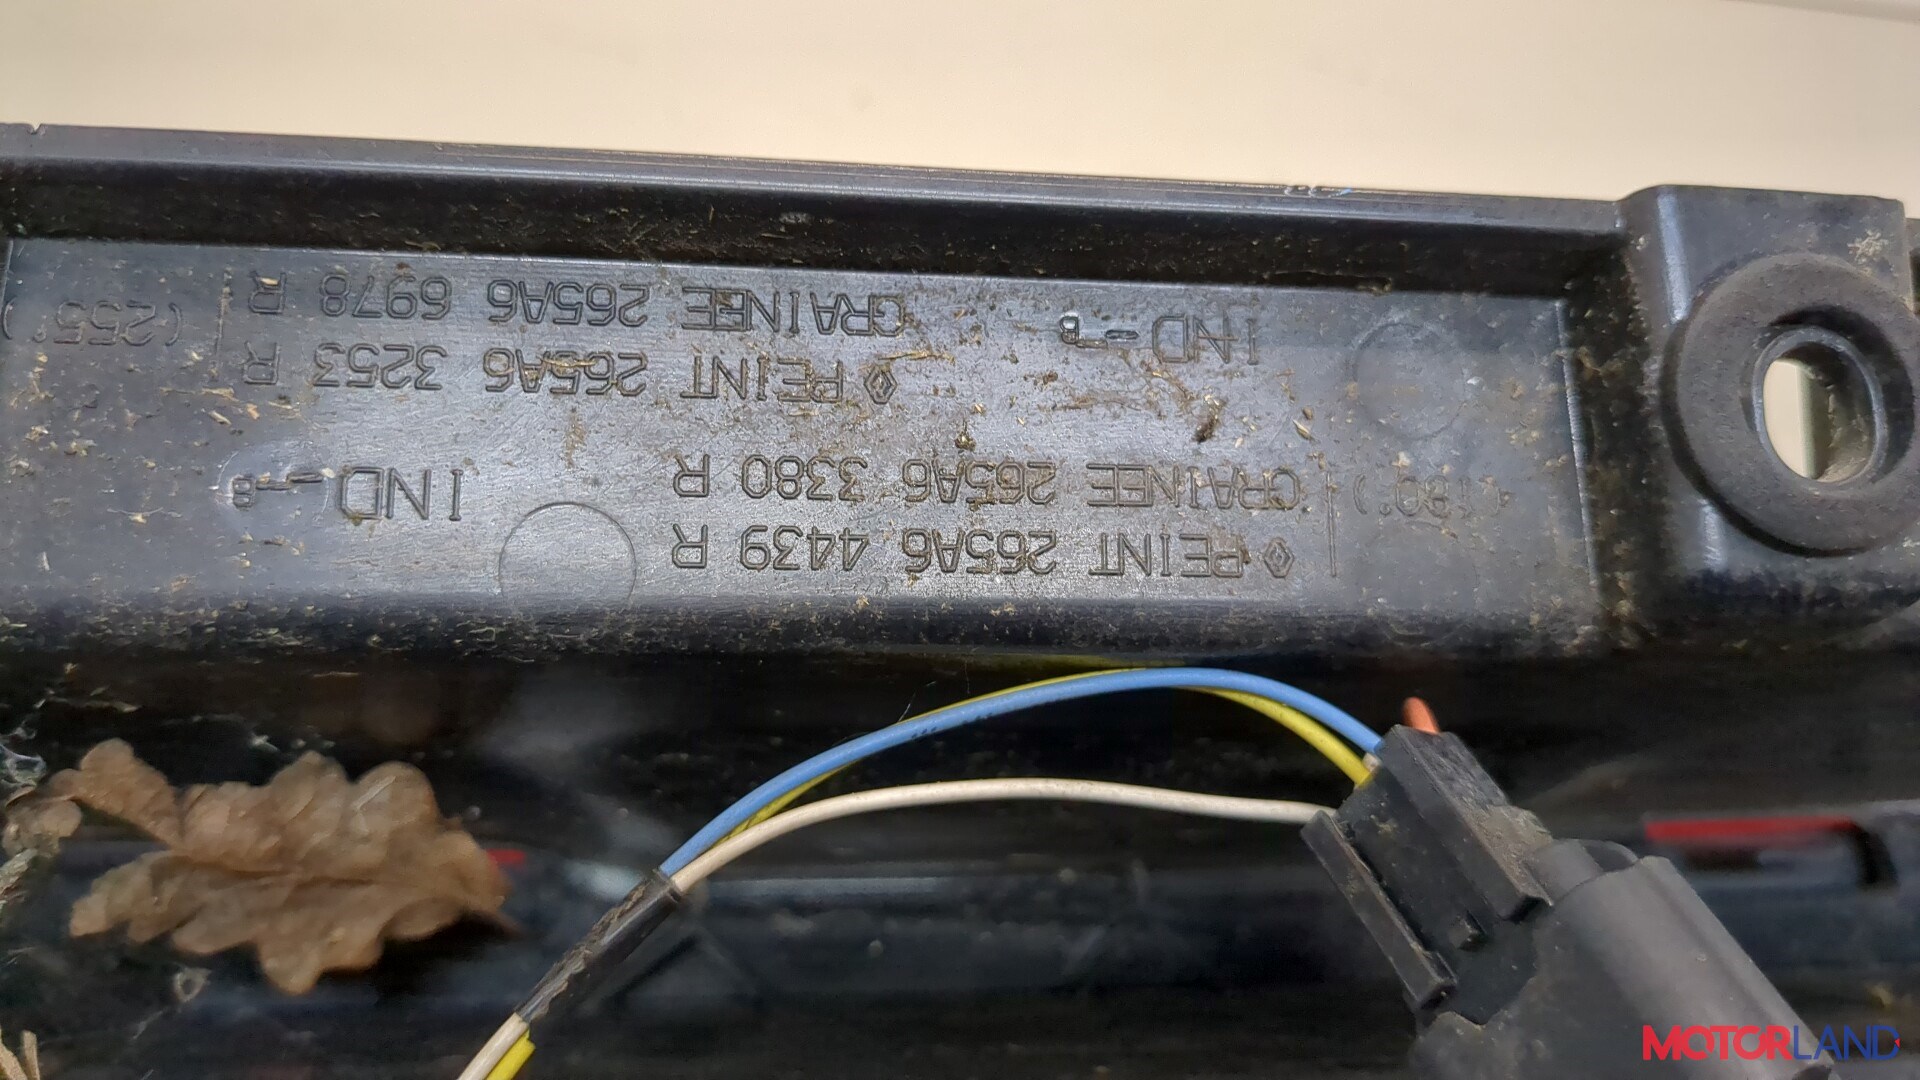 PEINT 265A6 4439 R
(180°) GRAINEE 265A6 3380 R IND -B
PEINT 265A6 3253 R
IND -B GRAINEE 265A6 6978 R (255°)
MOTORLAND